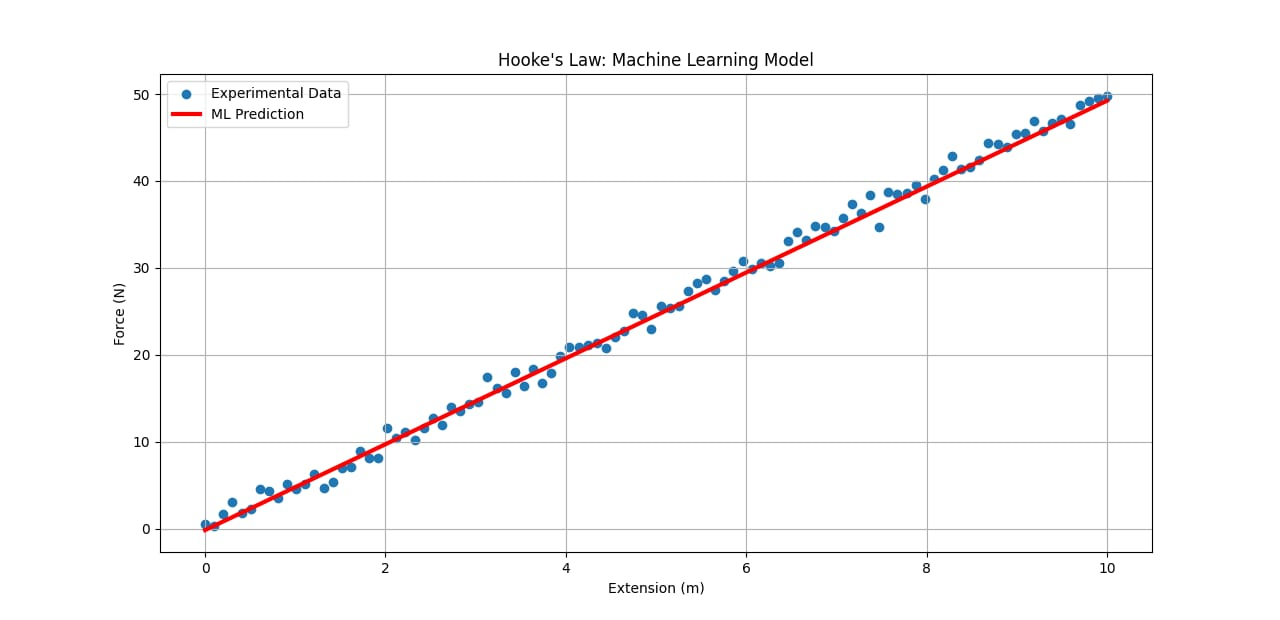 Hooke's Law: Machine Learning Model
Experimental Data
ML Prediction
50
40
30
20
10
0
Force (N)
0 2 4 6 8 10
Extension (m)